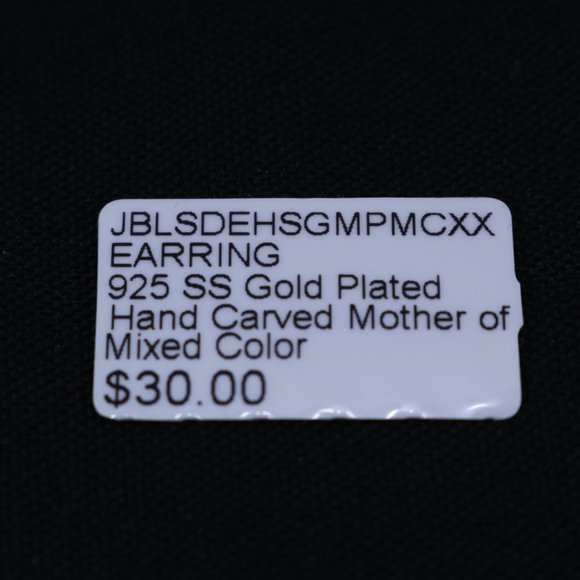 JBLSDEHSGMPMCXX
EARRING
925 SS Gold Plated
Hand Carved Mother of
Mixed Color
$30.00